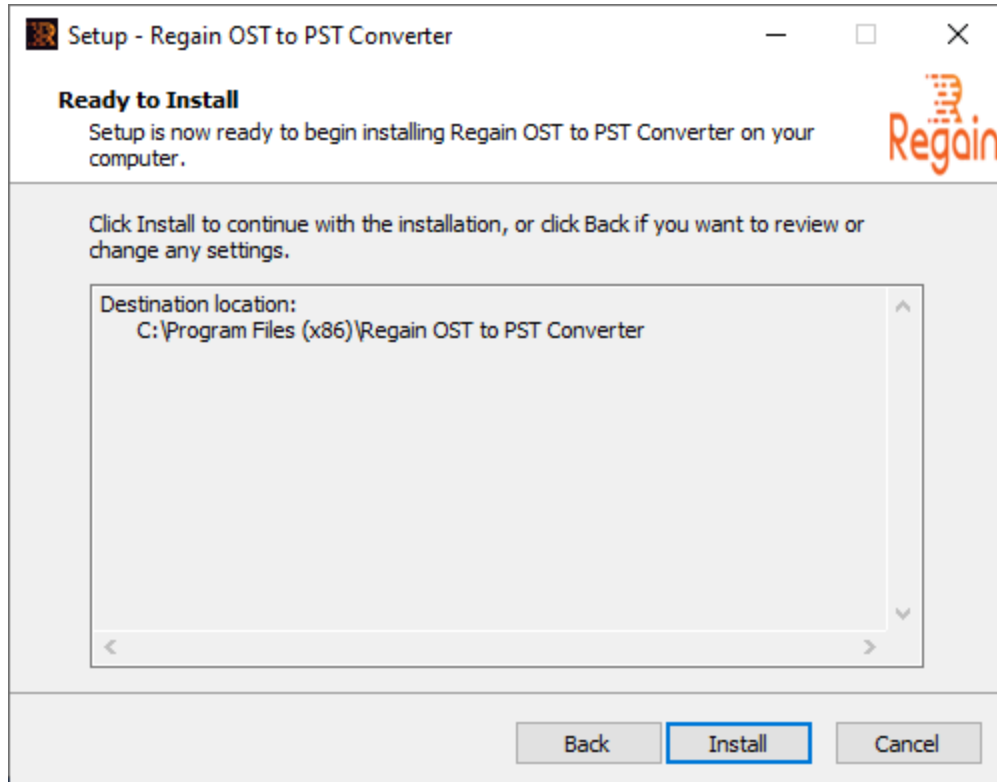 Setup - Regain OST to PST Converter
Ready to Install
Setup is now ready to begin installing Regain OST to PST Converter on your
computer.
Regain
Click Install to continue with the installation, or click Back if you want to review or
change any settings.
Destination location:
C:\Program Files (x86)\Regain OST to PST Converter
Back
Install
Cancel